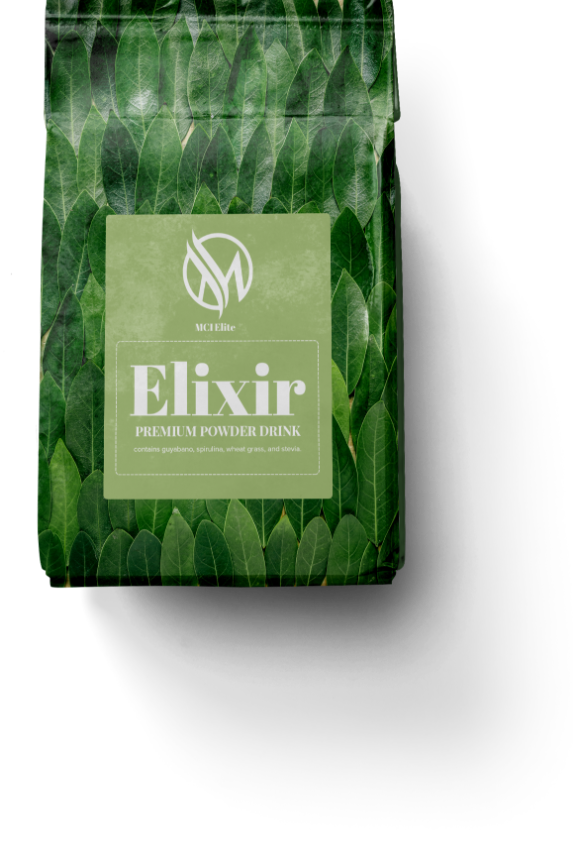 MCI Elite
Elixir
PREMIUM POWDER DRINK
contains guyabano, spirulina, wheat grass, and stevia.